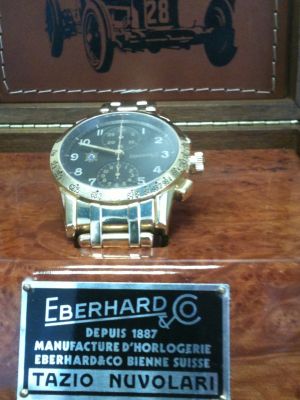 28
EBERHARD & CO
DEPUIS 1887
MANUFACTURE D'HORLOGERIE
EBERHARD&CO BIENNE SUISSE
TAZIO NUVOLARI